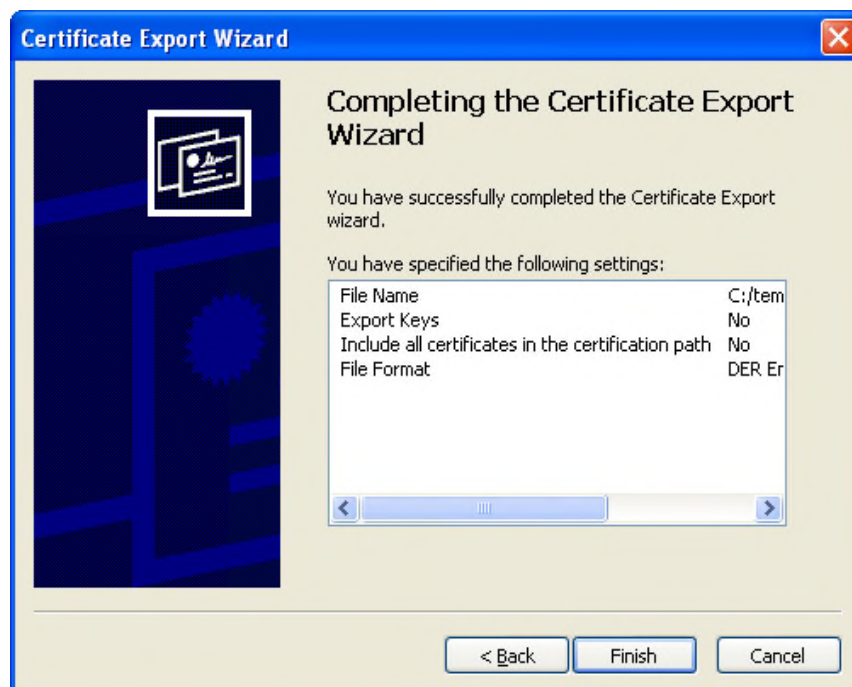 Certificate Export Wizard
Completing the Certificate Export
Wizard
You have successfully completed the Certificate Export
wizard.
You have specified the following settings:
File Name C:/tem
Export Keys No
Include all certificates in the certification path No
File Format DER Er
< Back Finish Cancel